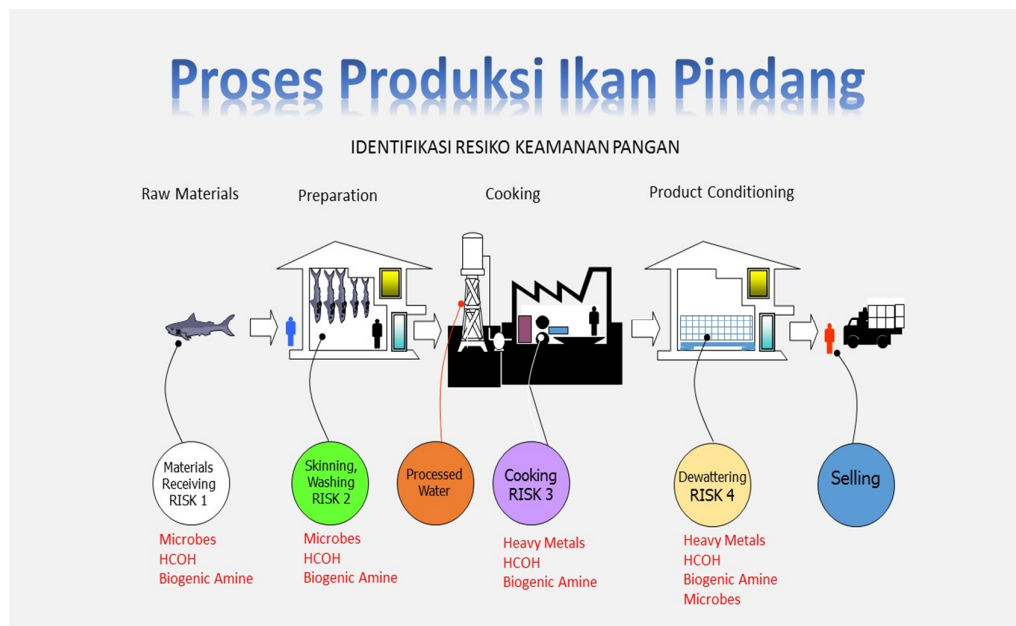 Proses Produksi Ikan Pindang
IDENTIFIKASI RESIKO KEAMANAN PANGAN
Raw Materials
Preparation
Cooking
Product Conditioning
Materials
Receiving
RISK 1
Skinning,
Washing
RISK 2
Processed
Water
Cooking
RISK 3
Dewattering
RISK 4
Selling
Microbes
HCOH
Biogenic Amine
Microbes
HCOH
Biogenic Amine
Heavy Metals
HCOH
Biogenic Amine
Heavy Metals
HCOH
Biogenic Amine
Microbes